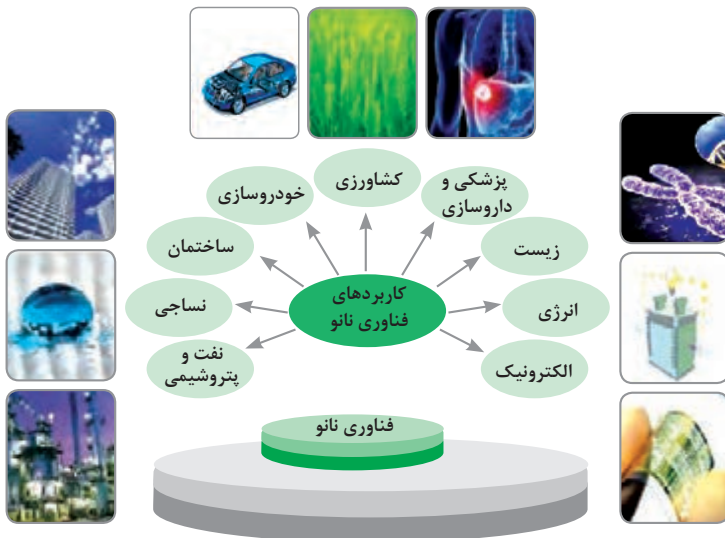 کشاورزی
پزشکی و
داروسازی
خودروسازی
زیست
ساختمان
کاربردهای
فناوری نانو
انرژی
نساجی
الکترونیک
نفت و
پتروشیمی
فناوری نانو